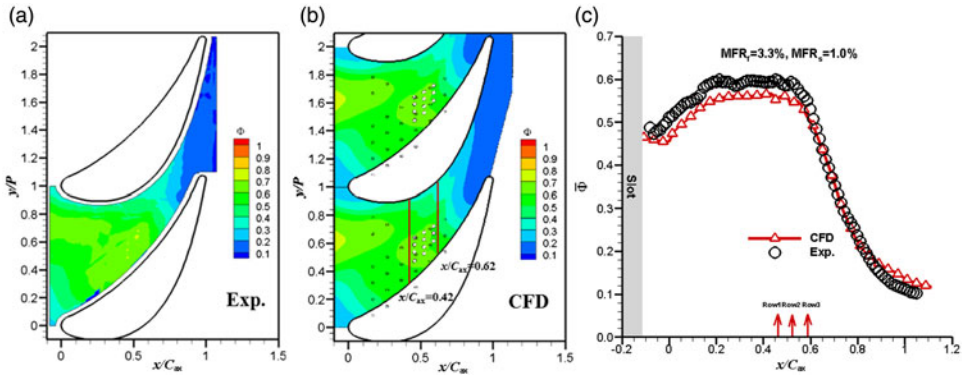 (a)
2
1.8
1.6
1.4
1.2
1
0.8
0.6
0.4
0.2
0
y/P
Φ
1
0.9
0.8
0.7
0.6
0.5
0.4
0.3
0.2
0.1
Exp.
0 0.5 1 1.5
x/Cax
(b)
2
1.8
1.6
1.4
1.2
1
0.8
0.6
0.4
0.2
0
y/P
Φ
1
0.9
0.8
0.7
0.6
0.5
0.4
0.3
0.2
0.1
x/Cax=0.62
x/Cax=0.42
CFD
0 0.5 1 1.5
x/Cax
(c)
0.7
0.6
0.5
0.4
0.3
0.2
0.1
0.0
Φ
Slot
MFRr=3.3%, MFRs=1.0%
CFD
Exp.
Row1 Row2 Row3
-0.2 0 0.2 0.4 0.6 0.8 1 1.2
x/Cax